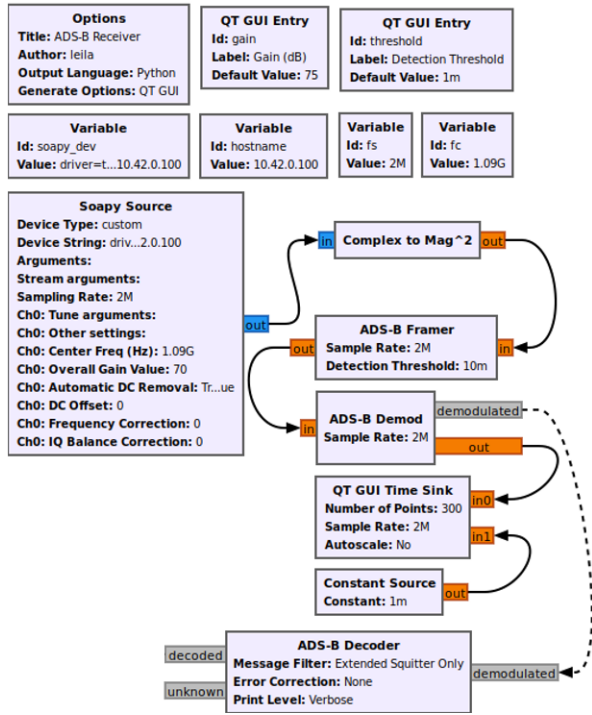 Options
Title: ADS-B Receiver
Author: leila
Output Language: Python
Generate Options: QT GUI
QT GUI Entry
Id: gain
Label: Gain (dB)
Default Value: 75
QT GUI Entry
Id: threshold
Label: Detection Threshold
Default Value: 1m
Variable
Id: soapy_dev
Value: driver=t...10.42.0.100
Variable
Id: hostname
Value: 10.42.0.100
Variable
Id: fs
Value: 2M
Variable
Id: fc
Value: 1.09G
Soapy Source
Device Type: custom
Device String: driv...2.0.100
Arguments:
Stream arguments:
Sampling Rate: 2M
Ch0: Tune arguments:
Ch0: Other settings:
Ch0: Center Freq (Hz): 1.09G
Ch0: Overall Gain Value: 70
Ch0: Automatic DC Removal: Tr...ue
Ch0: DC Offset: 0
Ch0: Frequency Correction: 0
Ch0: IQ Balance Correction: 0
out
in
Complex to Mag^2
out
out
ADS-B Framer
Sample Rate: 2M
Detection Threshold: 10m
in
in
ADS-B Demod
Sample Rate: 2M
demodulated
out
QT GUI Time Sink
Number of Points: 300
Sample Rate: 2M
Autoscale: No
in0
in1
Constant Source
Constant: 1m
out
decoded
unknown
ADS-B Decoder
Message Filter: Extended Squitter Only
Error Correction: None
Print Level: Verbose
demodulated